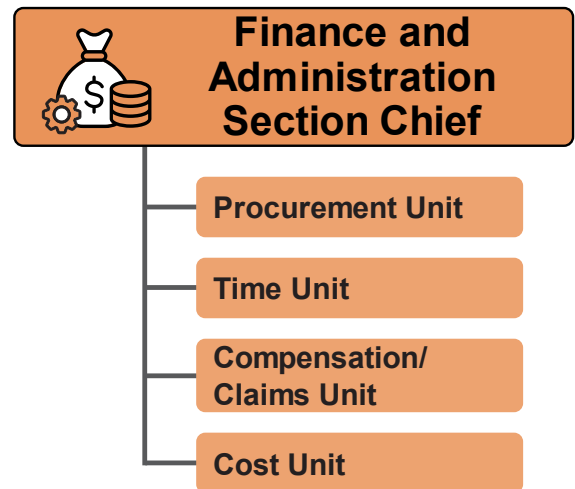 Finance and
Administration
Section Chief
$
Procurement Unit
Time Unit
Compensation/
Claims Unit
Cost Unit